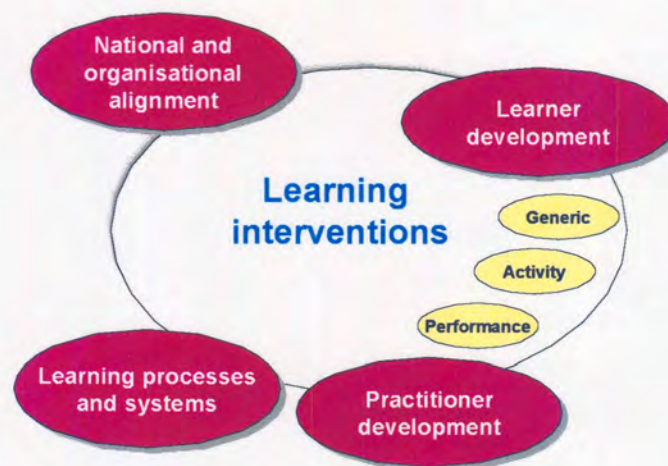 National and
organisational
alignment
Learner
development
Learning
interventions
Generic
Activity
Performance
Learning processes
and systems
Practitioner
development